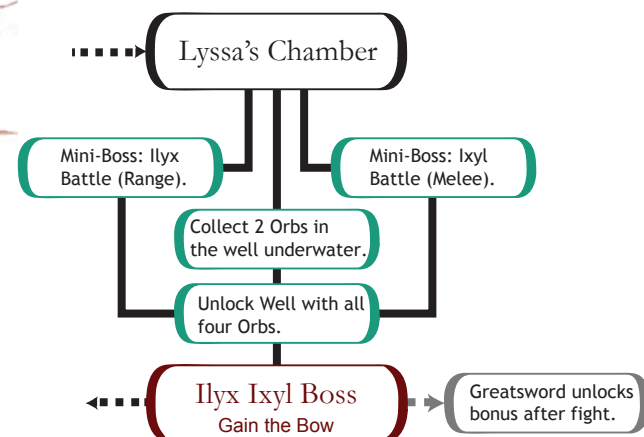 Lyssa's Chamber
Mini-Boss: Ilyx
Battle (Range).
Mini-Boss: Ixyl
Battle (Melee).
Collect 2 Orbs in
the well underwater.
Unlock Well with all
four Orbs.
Ilyx Ixyl Boss
Gain the Bow
Greatsword unlocks
bonus after fight.